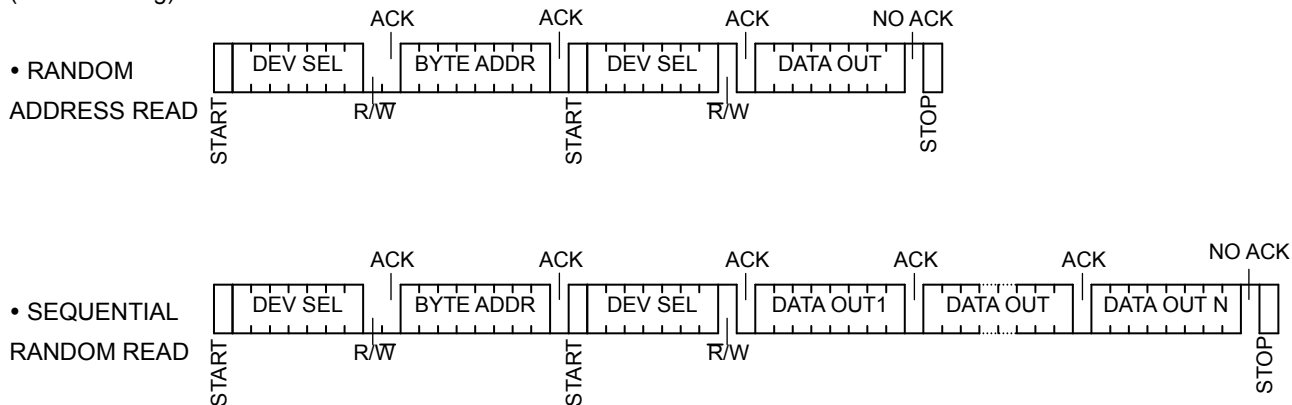 ACK ACK ACK NO ACK
• RANDOM
ADDRESS READ
DEV SEL BYTE ADDR DEV SEL DATA OUT
START R/W̅ START R̅/W STOP
ACK ACK ACK ACK ACK NO ACK
• SEQUENTIAL
RANDOM READ
DEV SEL BYTE ADDR DEV SEL DATA OUT1 DATA OUT DATA OUT N
START R/W̅ START R̅/W STOP